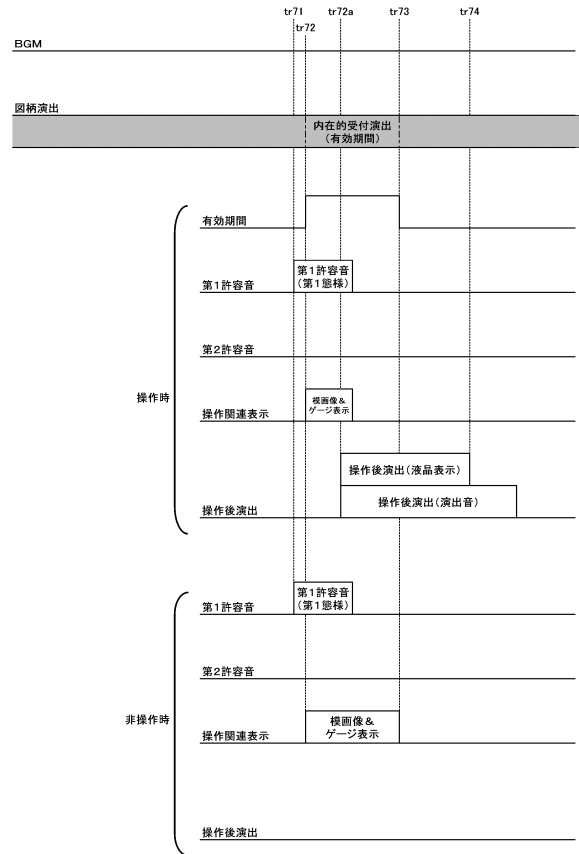 tr71
tr72
tr72a
tr73
tr74
BGM
図柄演出
内在的受付演出
(有効期間)
操作時
有効期間
第1許容音
第1許容音
(第1態様)
第2許容音
操作関連表示
模画像&
ゲージ表示
操作後演出
操作後演出(液晶表示)
操作後演出(演出音)
非操作時
第1許容音
第1許容音
(第1態様)
第2許容音
操作関連表示
模画像&
ゲージ表示
操作後演出